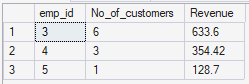 emp_id No_of_customers Revenue
1 3 6 633.6
2 4 3 354.42
3 5 1 128.7